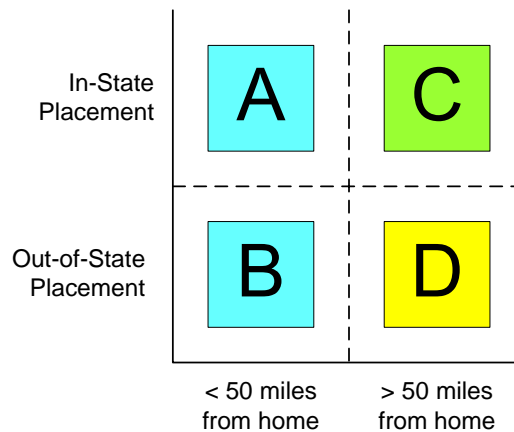 In-State
Placement
A
C
Out-of-State
Placement
B
D
< 50 miles
from home
> 50 miles
from home